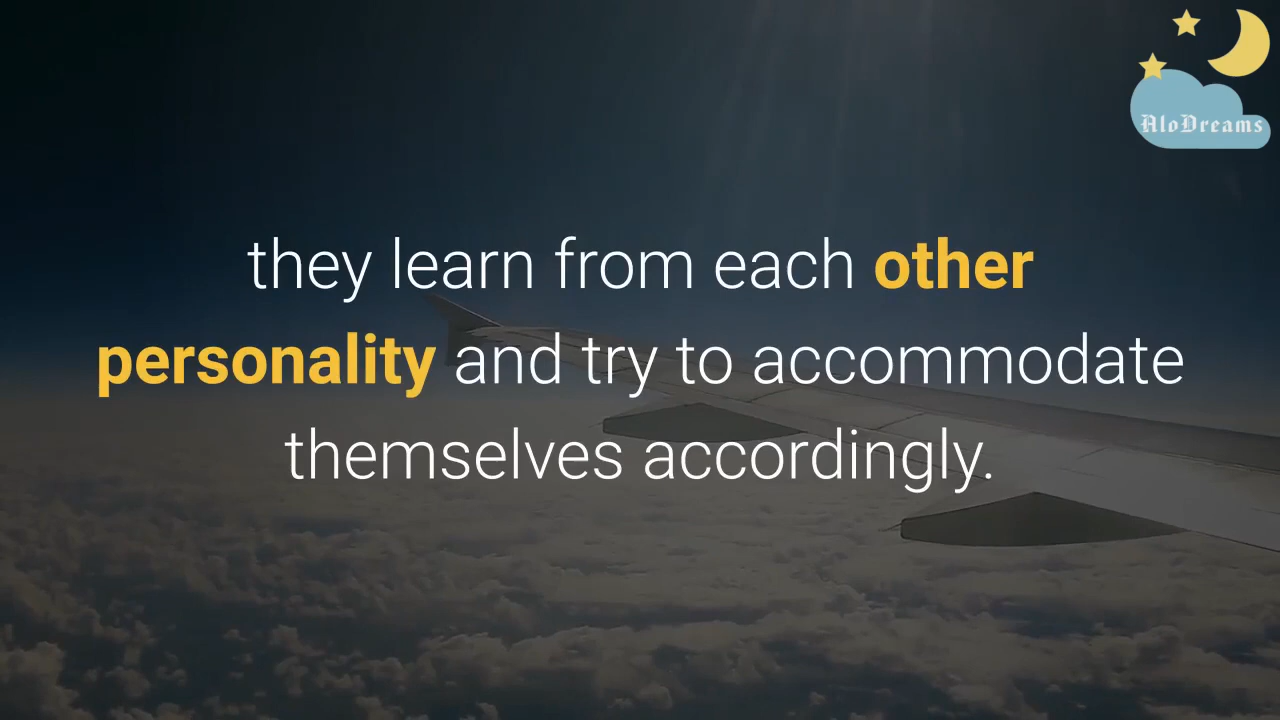 AloDreams
they learn from each other
personality and try to accommodate
themselves accordingly.